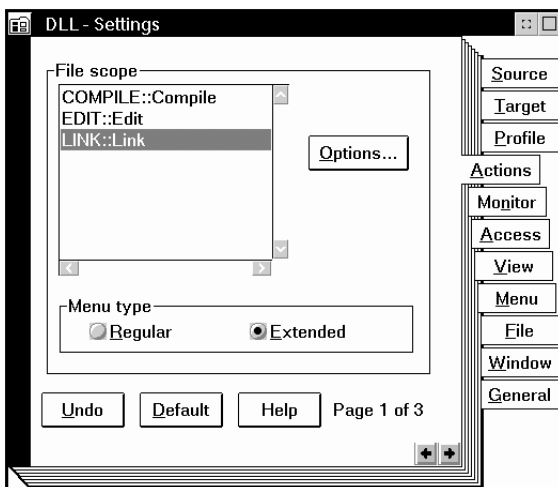 DLL - Settings
File scope
COMPILE::Compile
EDIT::Edit
LINK::Link
Options...
Menu type
Regular
Extended
Undo
Default
Help
Page 1 of 3
Source
Target
Profile
Actions
Monitor
Access
View
Menu
File
Window
General